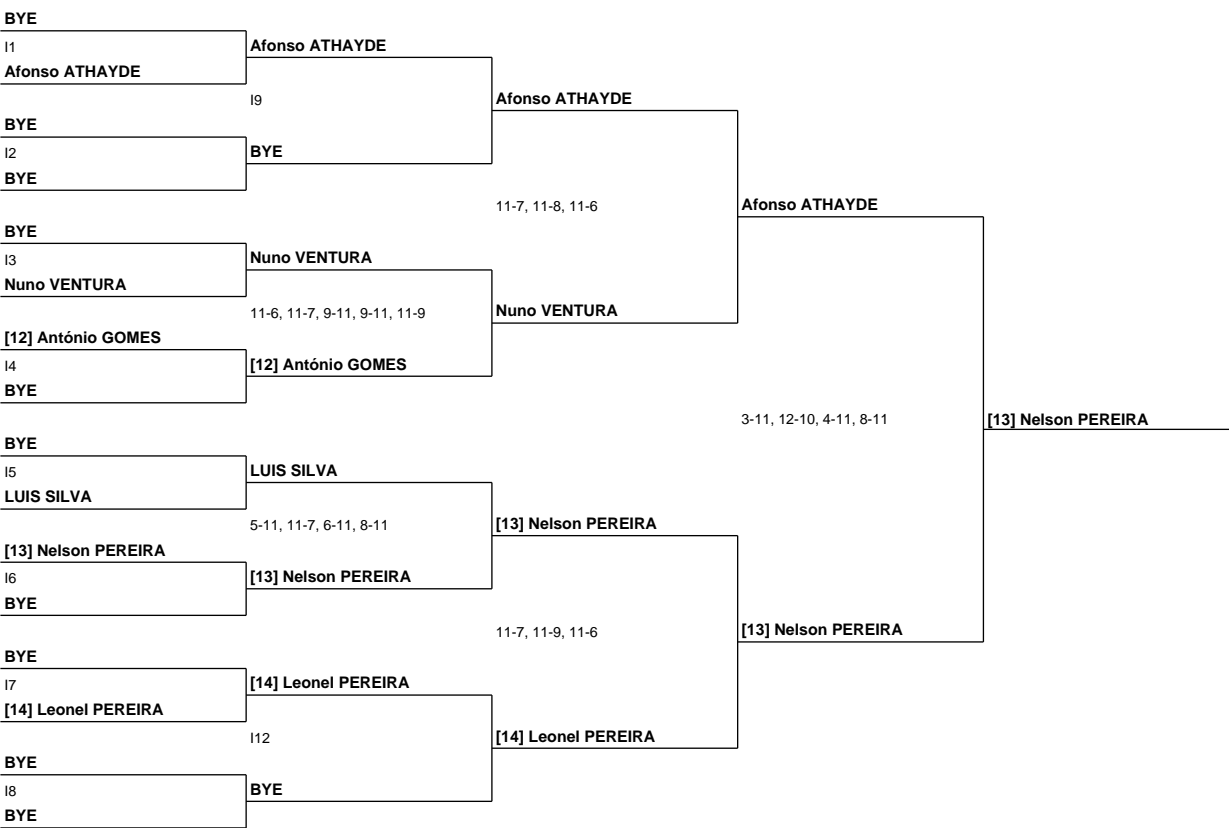 BYE
I1
Afonso ATHAYDE
Afonso ATHAYDE
I9
Afonso ATHAYDE
BYE
I2
BYE
BYE
11-7, 11-8, 11-6
Afonso ATHAYDE
BYE
I3
Nuno VENTURA
Nuno VENTURA
11-6, 11-7, 9-11, 9-11, 11-9
Nuno VENTURA
[12] António GOMES
I4
[12] António GOMES
BYE
3-11, 12-10, 4-11, 8-11
[13] Nelson PEREIRA
BYE
I5
LUIS SILVA
LUIS SILVA
5-11, 11-7, 6-11, 8-11
[13] Nelson PEREIRA
[13] Nelson PEREIRA
I6
[13] Nelson PEREIRA
BYE
11-7, 11-9, 11-6
[13] Nelson PEREIRA
BYE
I7
[14] Leonel PEREIRA
[14] Leonel PEREIRA
I12
[14] Leonel PEREIRA
BYE
I8
BYE
BYE